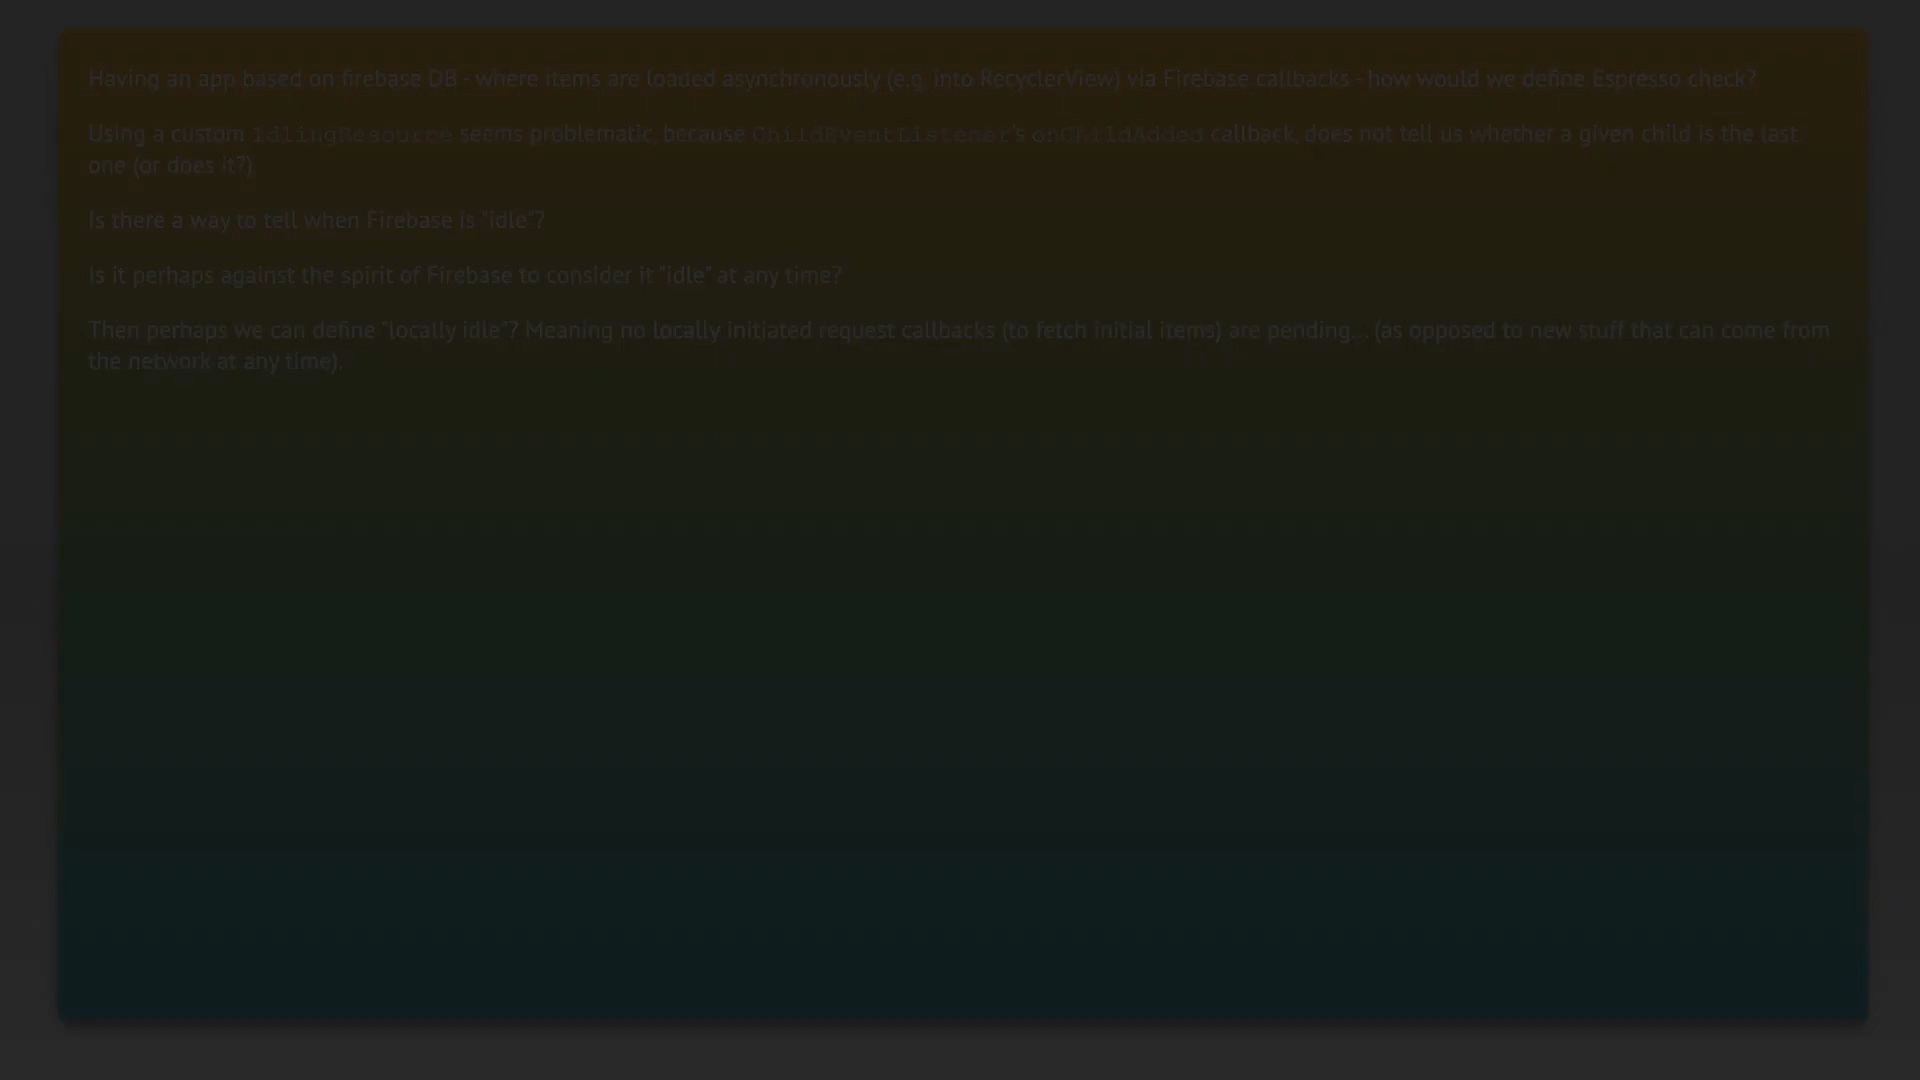 Having an app based on firebase DB - where items are loaded asynchronously (e.g. into RecyclerView) via Firebase callbacks - how would we define Espresso check?
Using a custom idlingResource seems problematic, because ChildEventListener's onChildAdded callback, does not tell us whether a given child is the last
one (or does it?)
Is there a way to tell when Firebase is "idle"?
Is it perhaps against the spirit of Firebase to consider it "idle" at any time?
Then perhaps we can define "locally idle"? Meaning no locally initiated request callbacks (to fetch initial items) are pending... (as opposed to new stuff that can come from
the network at any time).